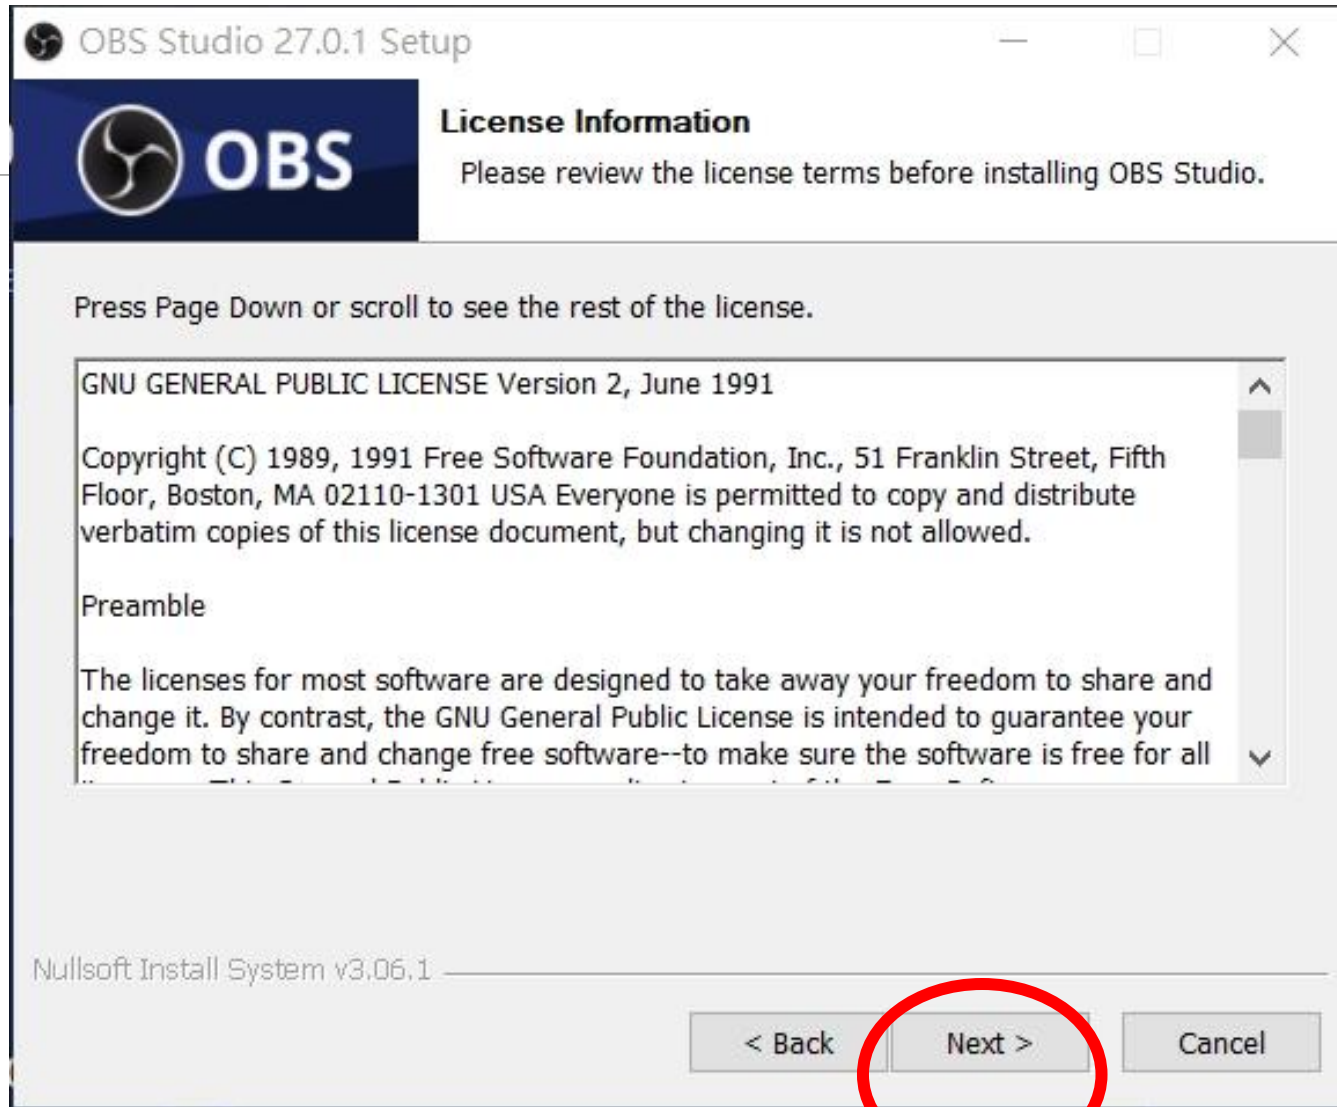 OBS Studio 27.0.1 Setup
OBS
License Information
Please review the license terms before installing OBS Studio.
Press Page Down or scroll to see the rest of the license.
GNU GENERAL PUBLIC LICENSE Version 2, June 1991
Copyright (C) 1989, 1991 Free Software Foundation, Inc., 51 Franklin Street, Fifth
Floor, Boston, MA 02110-1301 USA Everyone is permitted to copy and distribute
verbatim copies of this license document, but changing it is not allowed.
Preamble
The licenses for most software are designed to take away your freedom to share and
change it. By contrast, the GNU General Public License is intended to guarantee your
freedom to share and change free software--to make sure the software is free for all
Nullsoft Install System v3.06.1
< Back
Next >
Cancel